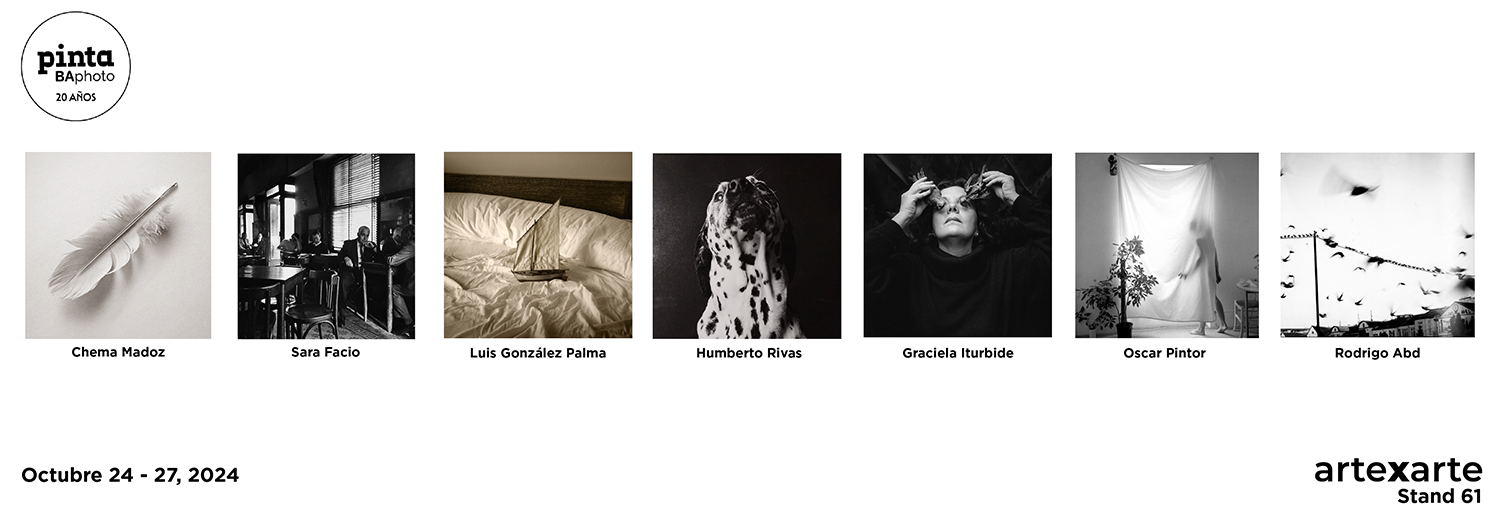 pinta
BAphoto
20 AÑOS
Chema Madoz
Sara Facio
Luis González Palma
Humberto Rivas
Graciela Iturbide
Oscar Pintor
Rodrigo Abd
Octubre 24 - 27, 2024
artexarte
Stand 61